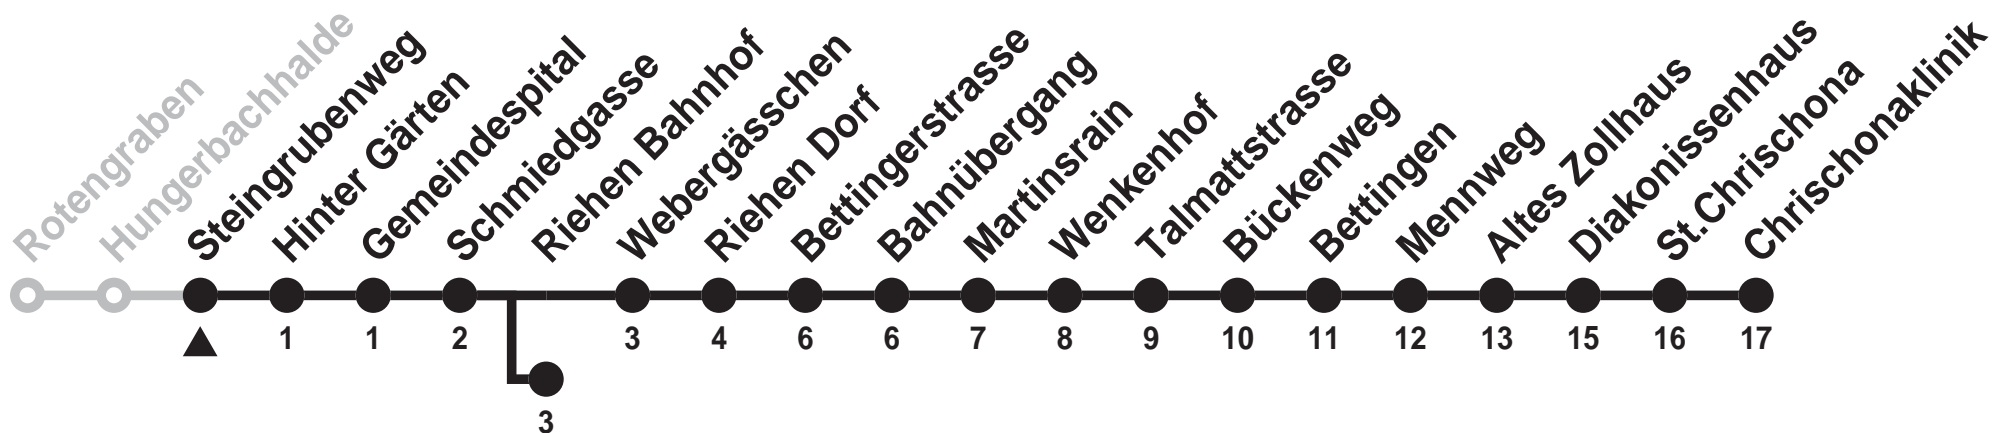 Rotengraben
Hungerbachhalde
Steingrubenweg
Hinter Gärten
Gemeindespital
Schmiedgasse
Riehen Bahnhof
Webergässchen
Riehen Dorf
Bettingerstrasse
Bahnübergang
Martinsrain
Wenkenhof
Talmattstrasse
Bückenweg
Bettingen
Mennweg
Altes Zollhaus
Diakonissenhaus
St.Chrischona
Chrischonaklinik
1 1 2 3 4 6 6 7 8 9 10 11 12 13 15 16 17
3